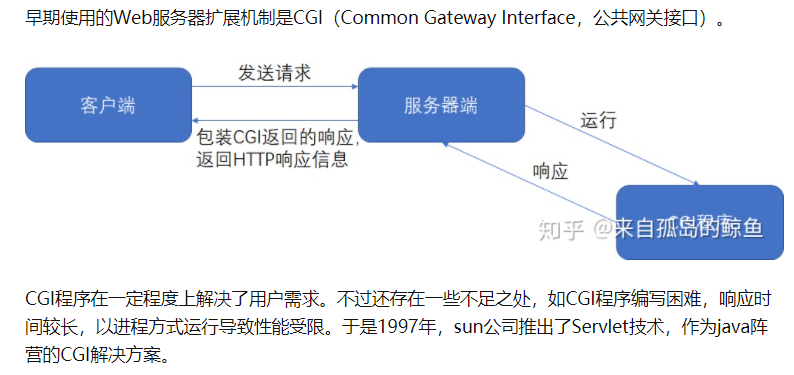 早期使用的Web服务器扩展机制是CGI（Common Gateway Interface，公共网关接口）。
发送请求
客户端
服务器端
包装CGI返回的响应,
返回HTTP响应信息
运行
响应
知乎 @来自孤岛的鲸鱼
CGI程序在一定程度上解决了用户需求。不过还存在一些不足之处，如CGI程序编写困难，响应时
间较长，以进程方式运行导致性能受限。于是1997年，sun公司推出了Servlet技术，作为java阵
营的CGI解决方案。